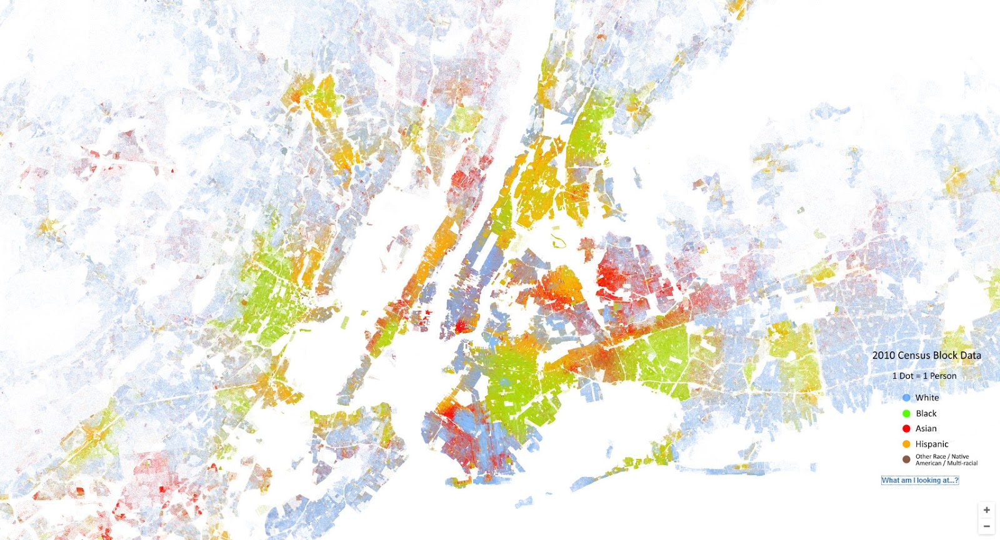 2010 Census Block Data
1 Dot = 1 Person
White
Black
Asian
Hispanic
Other Race / Native
American / Multi-racial
What am I looking at...?
+
−